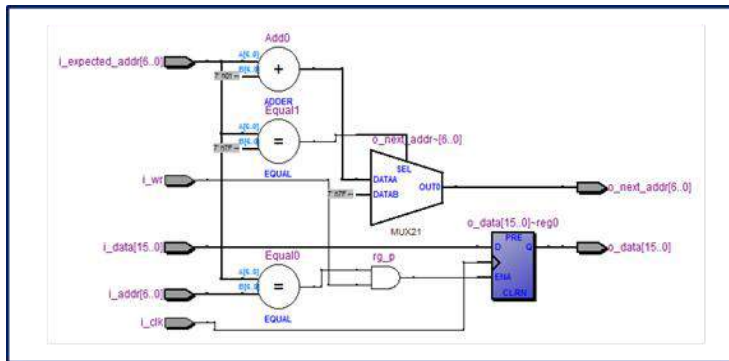 Add0
i_expected_addr[6..0]
A[6..0]
B[6..0]
7' h01 --
+
ADDER
Equal1
A[6..0]
B[6..0]
7' h7F --
=
EQUAL
o_next_addr~[6..0]
SEL
DATAA
DATAB
OUT0
7' h7F --
MUX21
o_next_addr[6..0]
i_wr
o_data[15..0]~reg0
PRE
D
Q
ENA
CLRN
o_data[15..0]
i_data[15..0]
Equal0
A[6..0]
B[6..0]
=
EQUAL
rg_p
i_addr[6..0]
i_clk